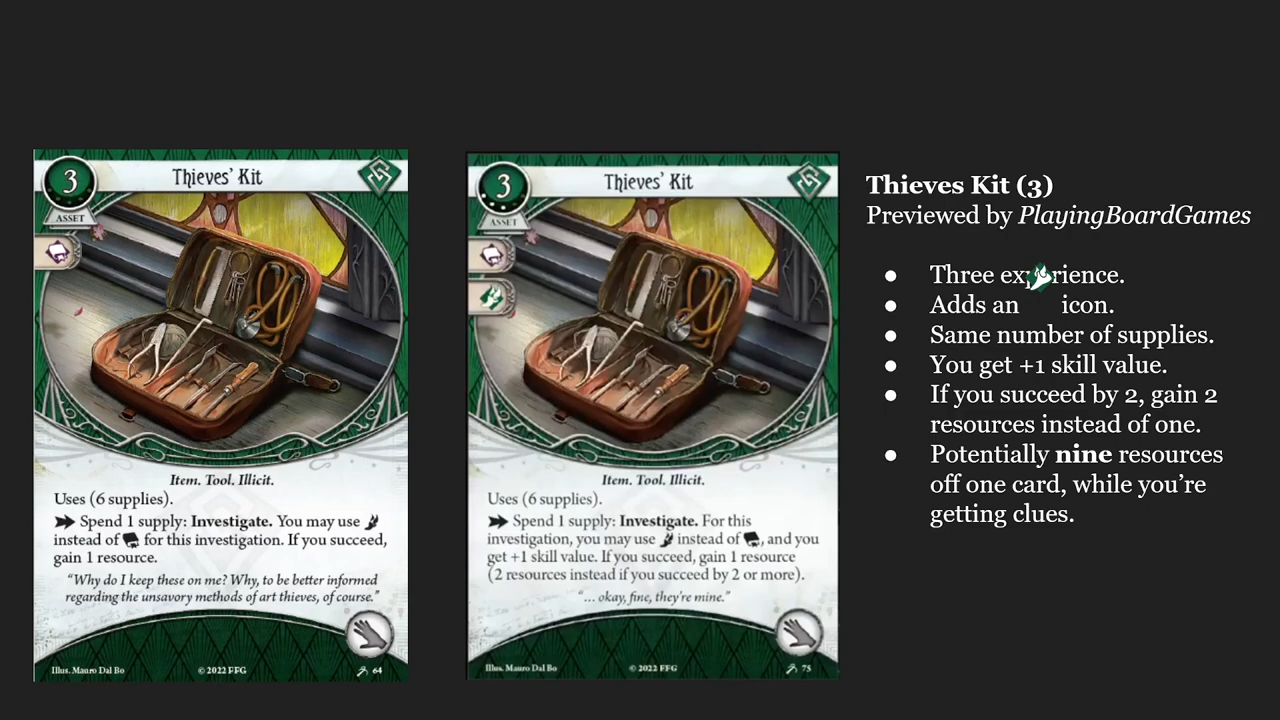 3
Thieves' Kit
ASSET
Item. Tool. Illicit.
Uses (6 supplies).
Spend 1 supply: Investigate. You may use
instead of for this investigation. If you succeed,
gain 1 resource.
"Why do I keep these on me? Why, to be better informed
regarding the unsavory methods of art thieves, of course."
Illus. Mauro Dal Bo
© 2022 FFG
64
3
Thieves' Kit
ASSET
Item. Tool. Illicit.
Uses (6 supplies).
Spend 1 supply: Investigate. For this
investigation, you may use instead of , and you
get +1 skill value. If you succeed, gain 1 resource
(2 resources instead if you succeed by 2 or more).
"… okay, fine, they're mine."
Illus. Mauro Dal Bo
© 2022 FFG
75
Thieves Kit (3)
Previewed by PlayingBoardGames
● Three experience.
● Adds an icon.
● Same number of supplies.
● You get +1 skill value.
● If you succeed by 2, gain 2
resources instead of one.
● Potentially nine resources
off one card, while you're
getting clues.